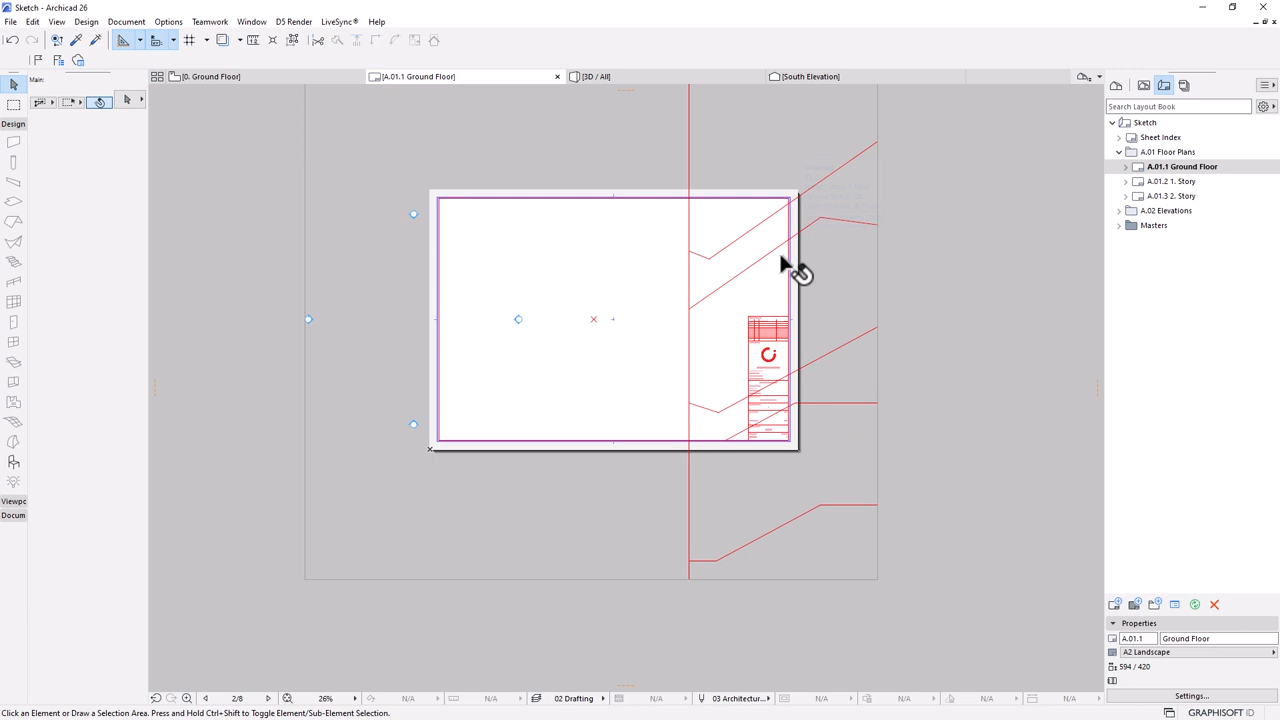 Sketch - Archicad 26
File Edit View Design Document Options Teamwork Window D5 Render LiveSync® Help
Main:
[0. Ground Floor]
[A.01.1 Ground Floor]
[3D / All]
[South Elevation]
Design
Viewpo
Docum
Search Layout Book
Sketch
Sheet Index
A.01 Floor Plans
A.01.1 Ground Floor
A.01.2 1. Story
A.01.3 2. Story
A.02 Elevations
Masters
Properties
A.01.1 Ground Floor
A2 Landscape
594 / 420
Settings...
2/8 26% N/A N/A 02 Drafting N/A 03 Architectur... N/A N/A N/A N/A
Click an Element or Draw a Selection Area. Press and Hold Ctrl+Shift to Toggle Element/Sub-Element Selection.
GRAPHISOFT ID